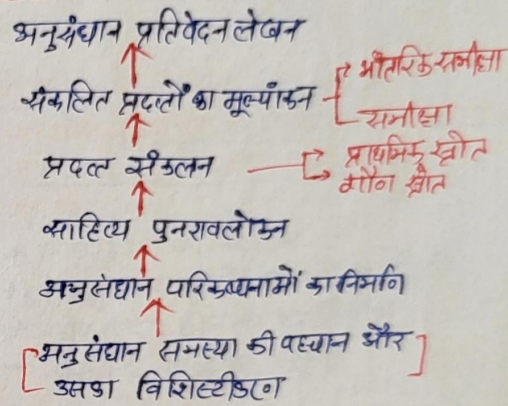 अनुसंधान प्रतिवेदन लेखन
संकलित प्रदत्तों का मूल्यांकन
आंतरिक समीक्षा
समीक्षा
प्रदत्त संकलन
प्राथमिक स्त्रोत
गौण स्त्रोत
साहित्य पुनरावलोकन
अनुसंधान परिकल्पनाओं का निर्माण
अनुसंधान समस्या की पहचान और
उसका विशिस्टीकरण